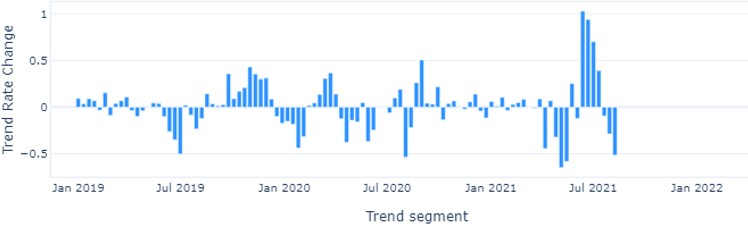 Trend Rate Change
1
0.5
0
−0.5
Jan 2019
Jul 2019
Jan 2020
Jul 2020
Jan 2021
Jul 2021
Jan 2022
Trend segment